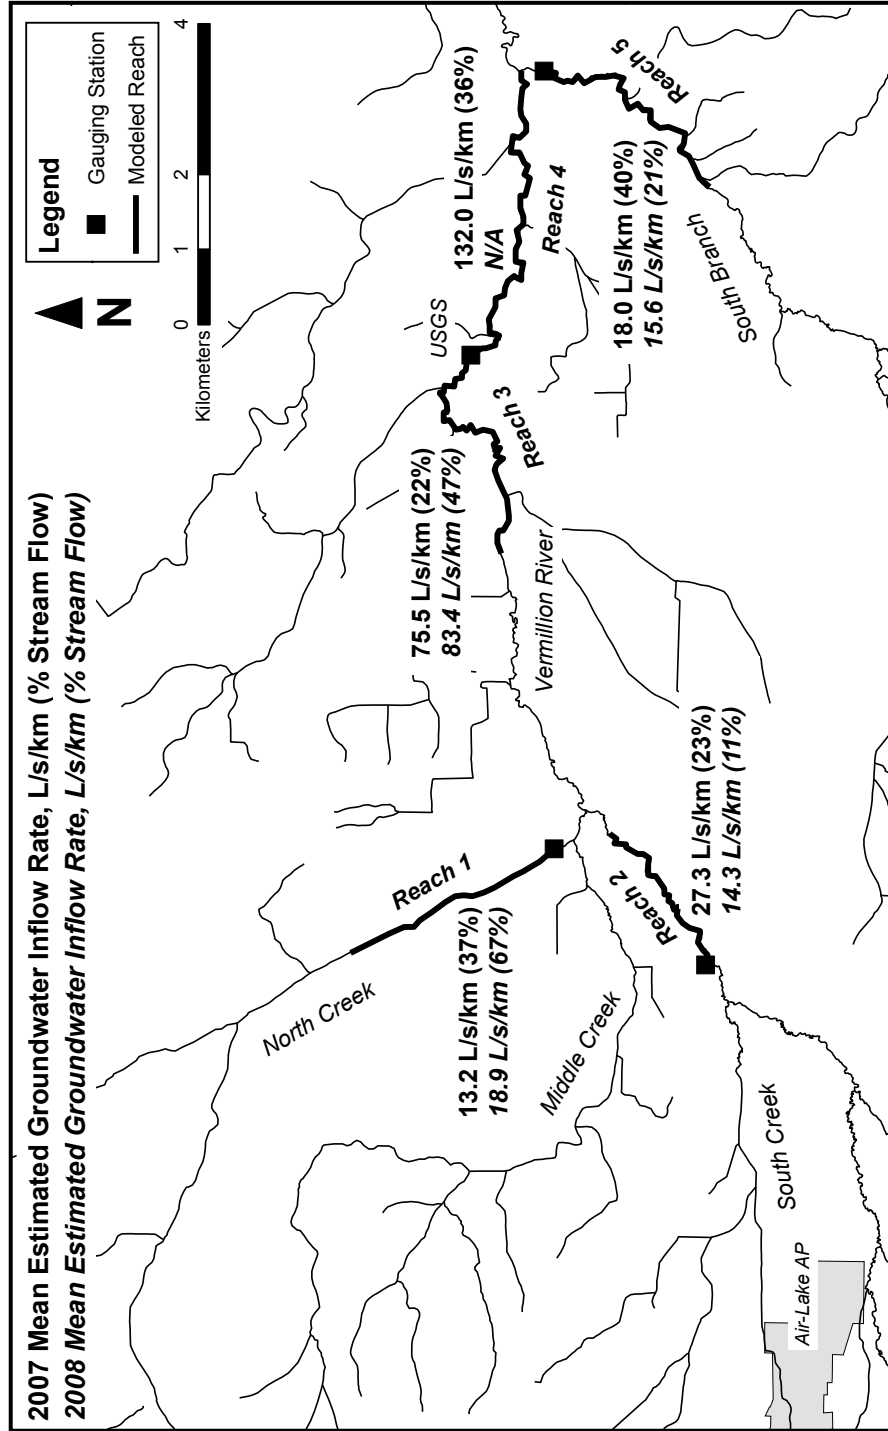 2007 Mean Estimated Groundwater Inflow Rate, L/s/km (% Stream Flow)
2008 Mean Estimated Groundwater Inflow Rate, L/s/km (% Stream Flow)
Legend
Gauging Station
Modeled Reach
N
Kilometers
0 1 2 4
North Creek
Reach 1
13.2 L/s/km (37%)
18.9 L/s/km (67%)
Middle Creek
Reach 2
27.3 L/s/km (23%)
14.3 L/s/km (11%)
South Creek
Air-Lake AP
Vermillion River
75.5 L/s/km (22%)
83.4 L/s/km (47%)
Reach 3
USGS
132.0 L/s/km (36%)
N/A
Reach 4
18.0 L/s/km (40%)
15.6 L/s/km (21%)
Reach 5
South Branch